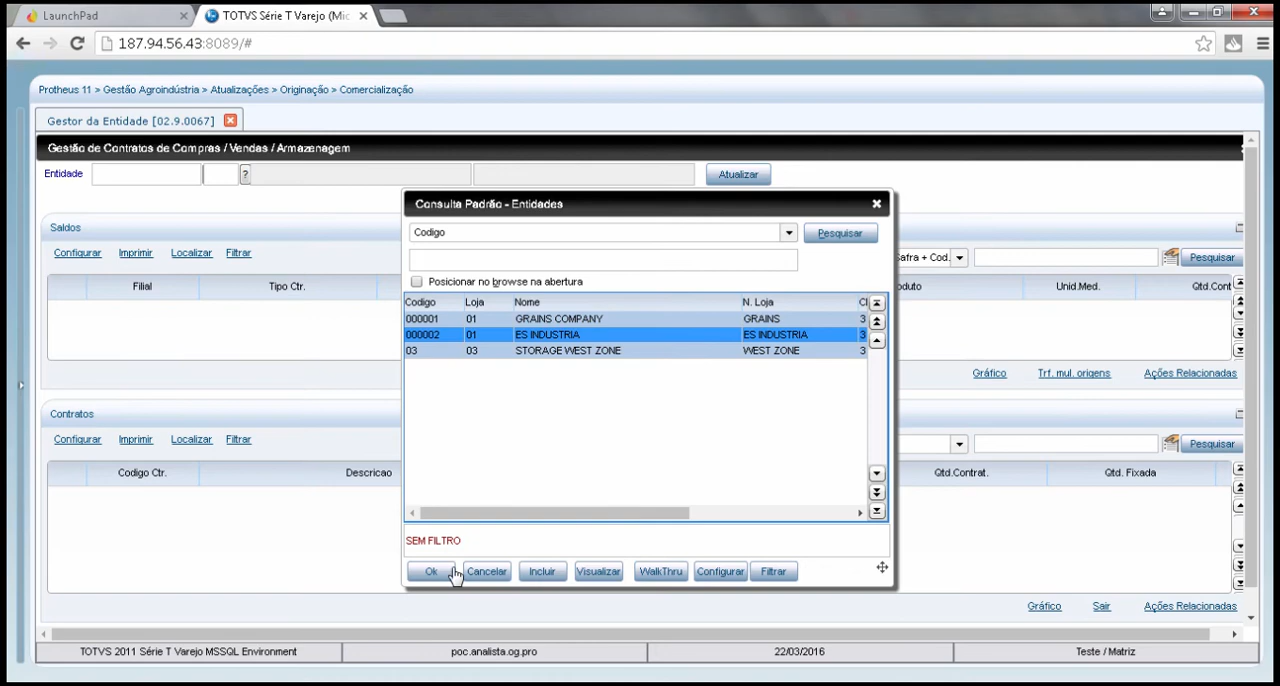 LaunchPad
TOTVS Série T Varejo (Mic
187.94.56.43:8089/#
Protheus 11 > Gestão Agroindústria > Atualizações > Originação > Comercialização
Gestor da Entidade [02.9.0067]
Gestão de Contratos de Compras / Vendas / Armazenagem
Entidade ? Atualizar
Consulta Padrão - Entidades
Codigo Pesquisar
Posicionar no browse na abertura
Codigo Loja Nome N. Loja
000001 01 GRAINS COMPANY GRAINS 3
000002 01 ES INDUSTRIA ES INDUSTRIA 3
03 03 STORAGE WEST ZONE WEST ZONE 3
SEM FILTRO
Ok Cancelar Incluir Visualizar WalkThru Configurar Filtrar
Saldos
Configurar Imprimir Localizar Filtrar
Safra + Cod. Pesquisar
Filial Tipo Ctr. oduto Unid.Med. Qtd.Cont
Gráfico Trf. mul. origens Ações Relacionadas
Contratos
Configurar Imprimir Localizar Filtrar
Pesquisar
Codigo Ctr. Descricao Qtd.Contrat. Qtd. Fixada
Gráfico Sair Ações Relacionadas
TOTVS 2011 Série T Varejo MSSQL Environment poc.analista.og.pro 22/03/2016 Teste / Matriz